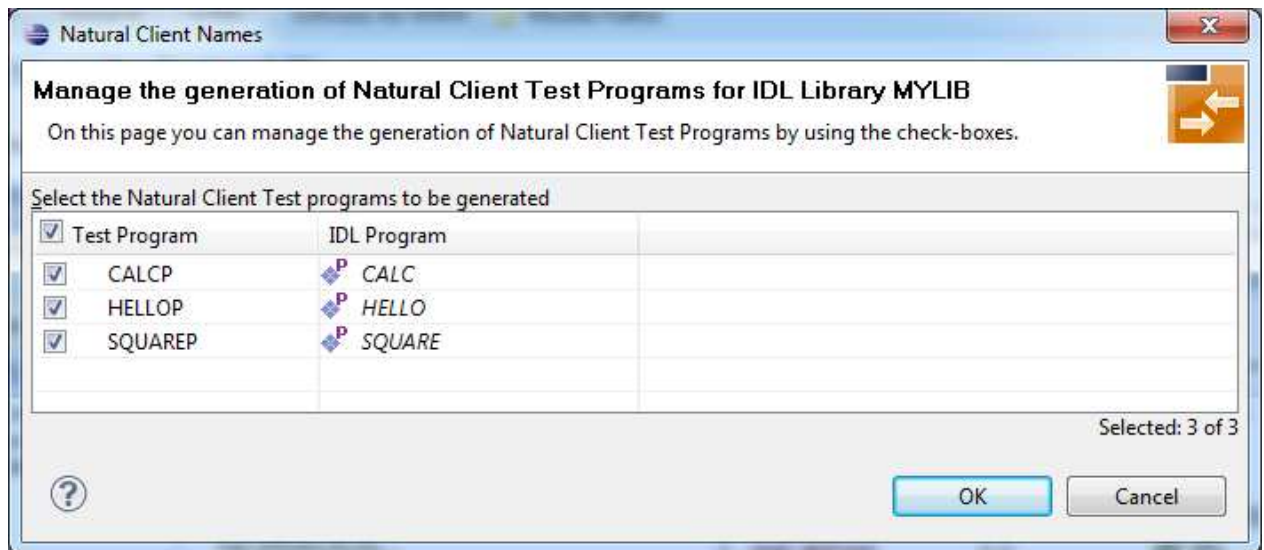 Natural Client Names
Manage the generation of Natural Client Test Programs for IDL Library MYLIB
On this page you can manage the generation of Natural Client Test Programs by using the check-boxes.
Select the Natural Client Test programs to be generated
Test Program IDL Program
CALCP P CALC
HELLOP P HELLO
SQUAREP P SQUARE
Selected: 3 of 3
? OK Cancel